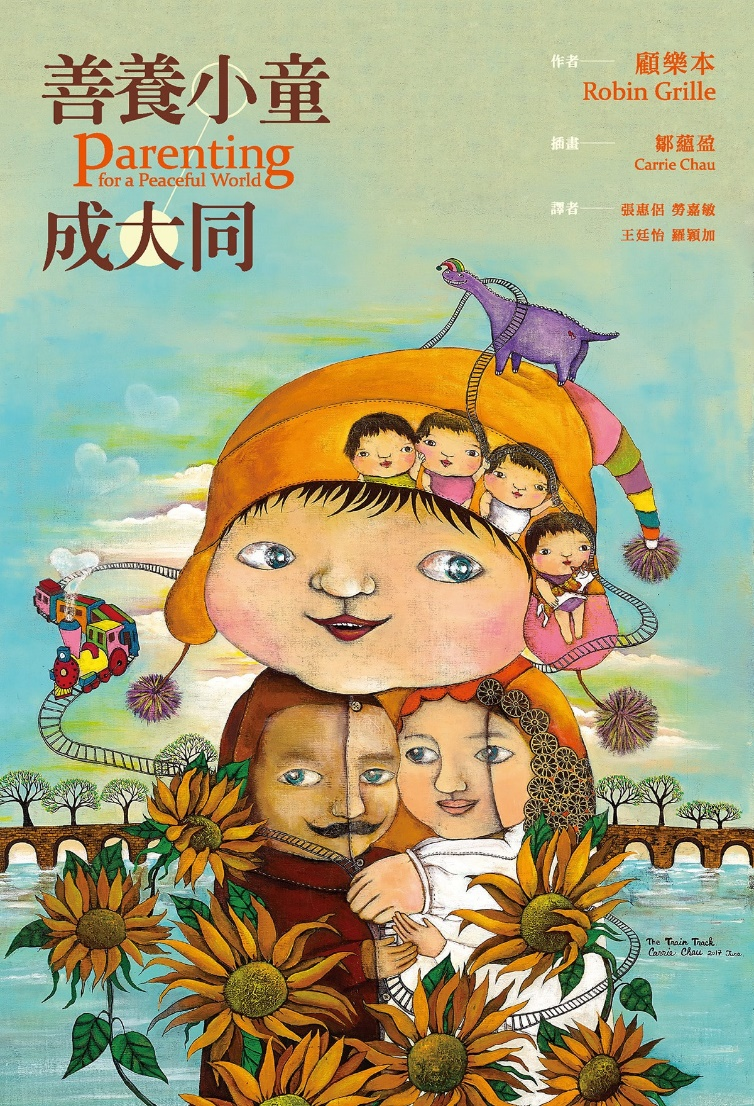 善養小童
Parenting
for a Peaceful World
成大同
作者 顧樂本
Robin Grille
插畫 鄒蘊盈
Carrie Chau
譯者 張惠侶 勞嘉敏
王廷怡 羅穎加
The Train Track
Carrie Chau 2017 June